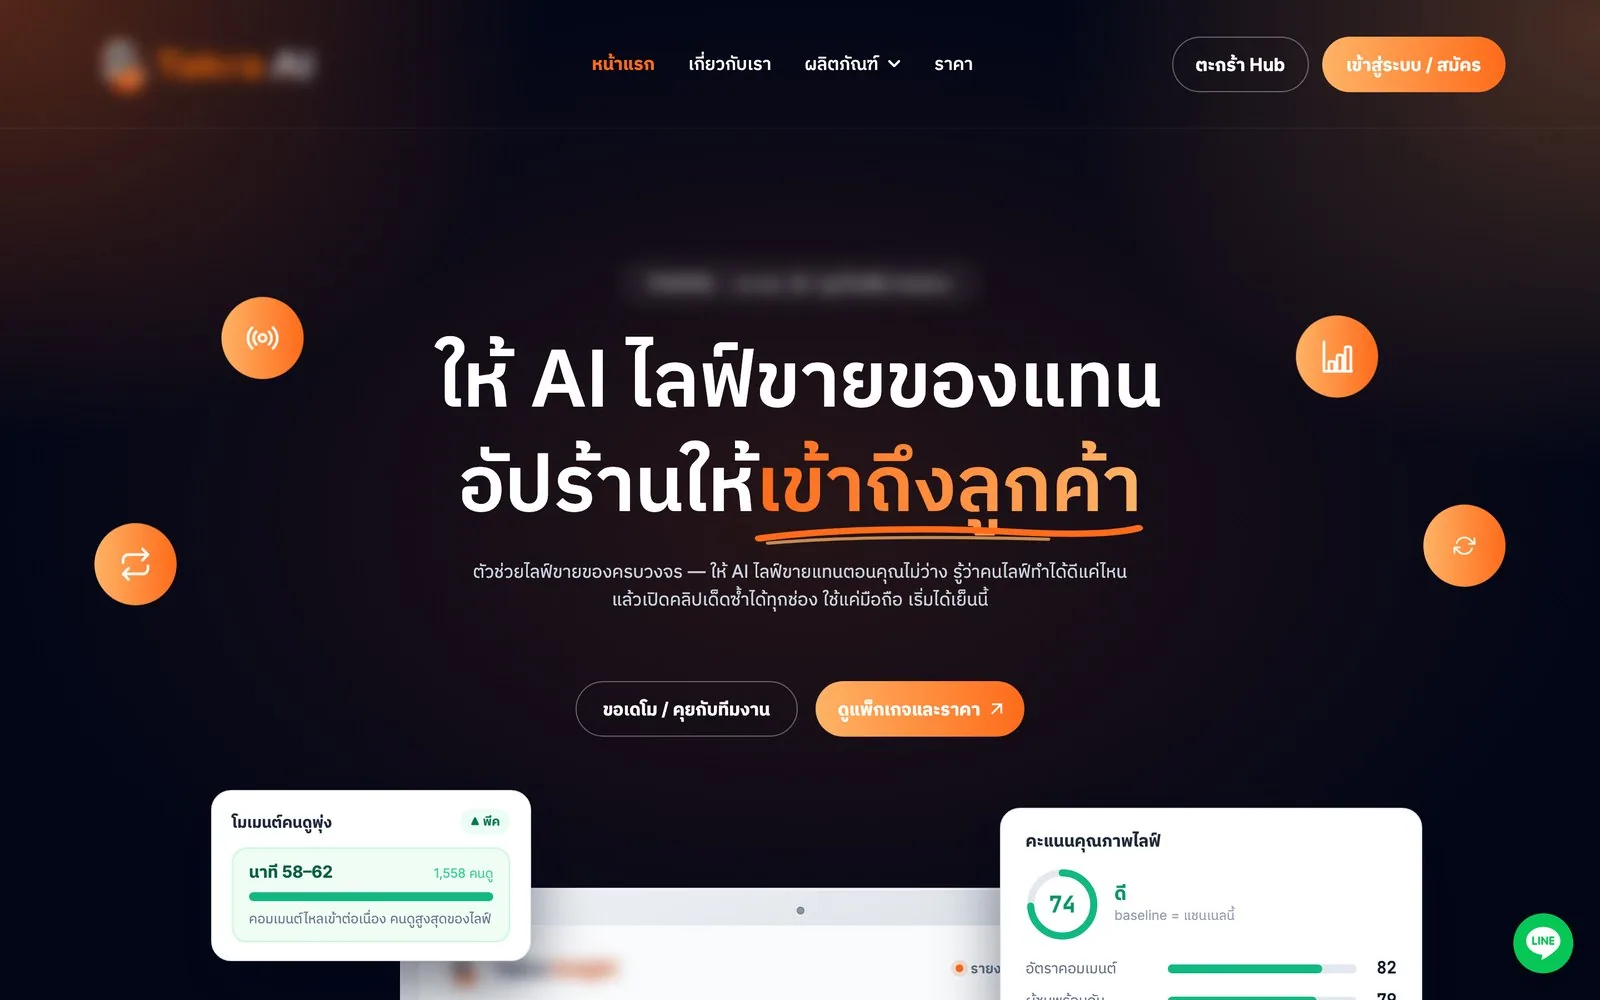 หน้าแรก เกี่ยวกับเรา ผลิตภัณฑ์ ราคา
ตะกร้า Hub
เข้าสู่ระบบ / สมัคร
ให้ AI ไลฟ์ขายของแทน
อัปร้านให้เข้าถึงลูกค้า
ตัวช่วยไลฟ์ขายของครบวงจร — ให้ AI ไลฟ์ขายแทนตอนคุณไม่ว่าง รู้ว่าคนไลฟ์ทำได้ดีแค่ไหน
แล้วเปิดคลิปเด็ดซ้ำได้ทุกช่อง ใช้แค่มือถือ เริ่มได้เย็นนี้
ขอเดโม / คุยกับทีมงาน
ดูแพ็กเกจและราคา
โมเมนต์คนดูพุ่ง
▲ พีค
นาที 58–62
1,558 คนดู
คอมเมนต์ไหลเข้าต่อเนื่อง คนดูสูงสุดของไลฟ์
คะแนนคุณภาพไลฟ์
74
ดี
baseline = แชนเนลนี้
อัตราคอมเมนต์ 82
LINE